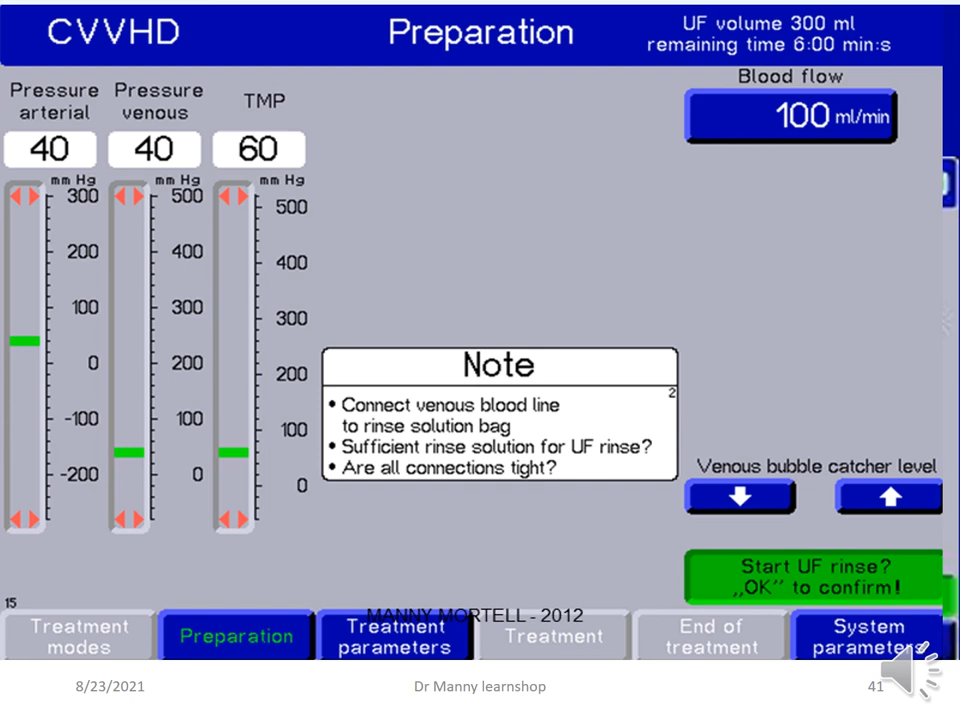 CVVHD
Preparation
UF volume 300 ml
remaining time 6:00 min:s
Pressure arterial
Pressure venous
TMP
Blood flow
100 ml/min
40
40
60
mm Hg
mm Hg
mm Hg
300
200
100
0
-100
-200
500
400
300
200
100
0
500
400
300
200
100
0
Note
2
• Connect venous blood line
to rinse solution bag
• Sufficient rinse solution for UF rinse?
• Are all connections tight?
Venous bubble catcher level
Start UF rinse?
„OK” to confirm!
15
MANNY MORTELL - 2012
Treatment modes
Preparation
Treatment parameters
Treatment
End of treatment
System parameters
8/23/2021
Dr Manny learnshop
41